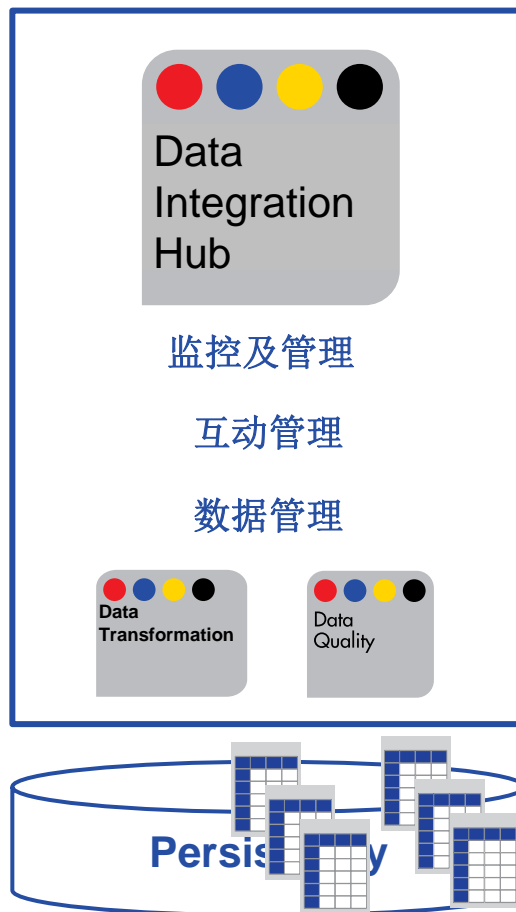 Data
Integration
Hub
监控及管理
互动管理
数据管理
Data
Transformation
Data
Quality